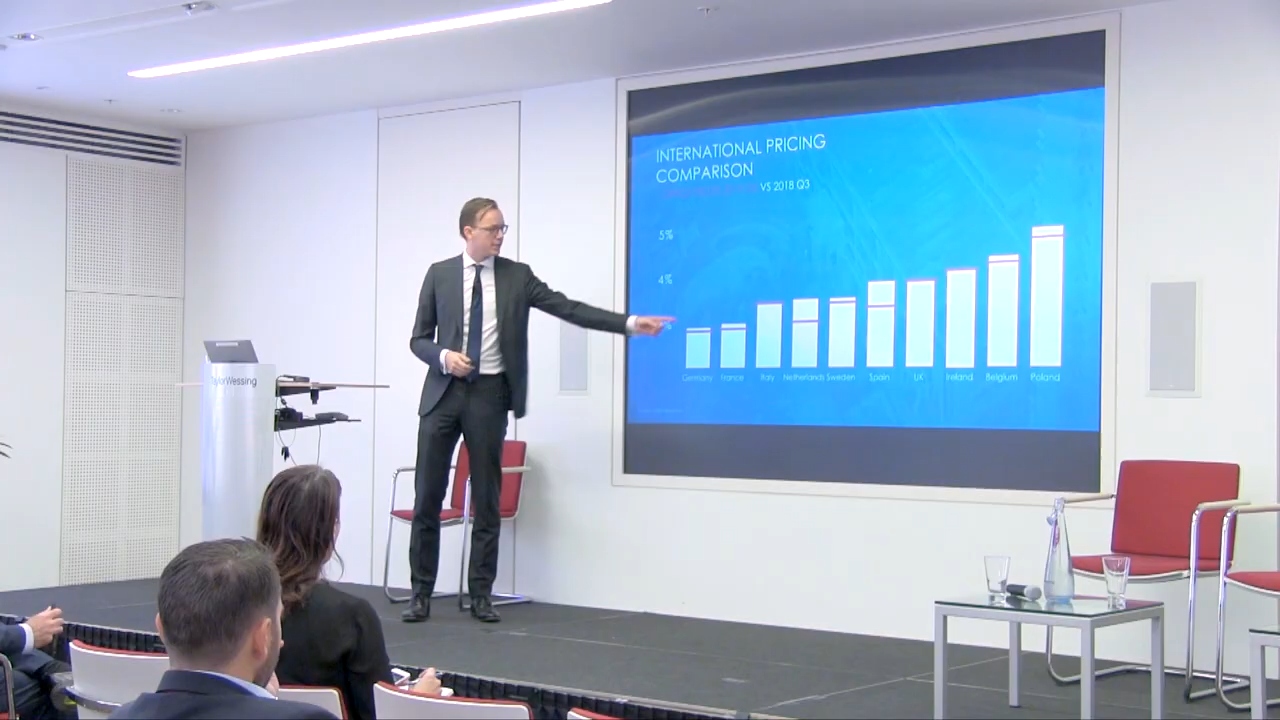 INTERNATIONAL PRICING
COMPARISON
VS 2018 Q3
5%
4%
Germany France Italy Netherlands Sweden Spain UK Ireland Belgium Poland
TaylorWessing